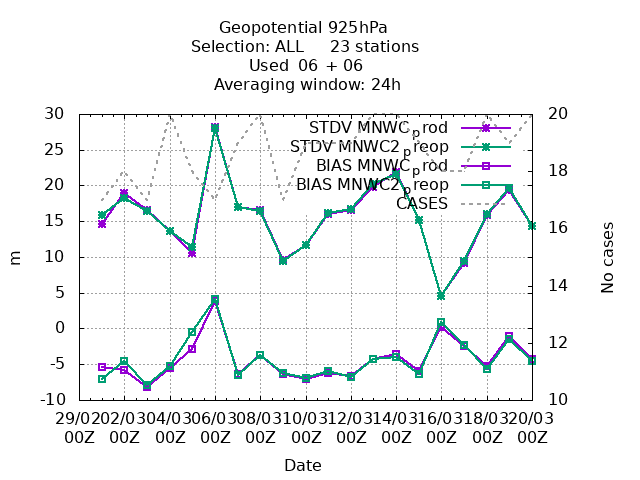 Geopotential 925hPa
Selection: ALL 23 stations
Used 06 + 06
Averaging window: 24h
30
25
20
15
10
5
0
-5
-10
m
20
18
16
14
12
10
No cases
STDV MNWC_prod
STDV MNWC2_preop
BIAS MNWC_prod
BIAS MNWC2_preop
CASES
29/02 02/03 04/03 06/03 08/03 10/03 12/03 14/03 16/03 18/03 20/03
00Z 00Z 00Z 00Z 00Z 00Z 00Z 00Z 00Z 00Z 00Z
Date